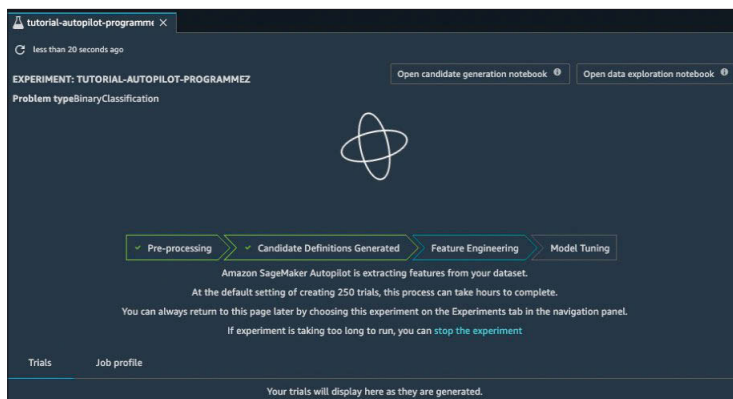 tutorial-autopilot-programme
less than 20 seconds ago
EXPERIMENT: TUTORIAL-AUTOPILOT-PROGRAMMEZ
Open candidate generation notebook
Open data exploration notebook
Problem typeBinaryClassification
Pre-processing
Candidate Definitions Generated
Feature Engineering
Model Tuning
Amazon SageMaker Autopilot is extracting features from your dataset.
At the default setting of creating 250 trials, this process can take hours to complete.
You can always return to this page later by choosing this experiment on the Experiments tab in the navigation panel.
If experiment is taking too long to run, you can stop the experiment
Trials
Job profile
Your trials will display here as they are generated.